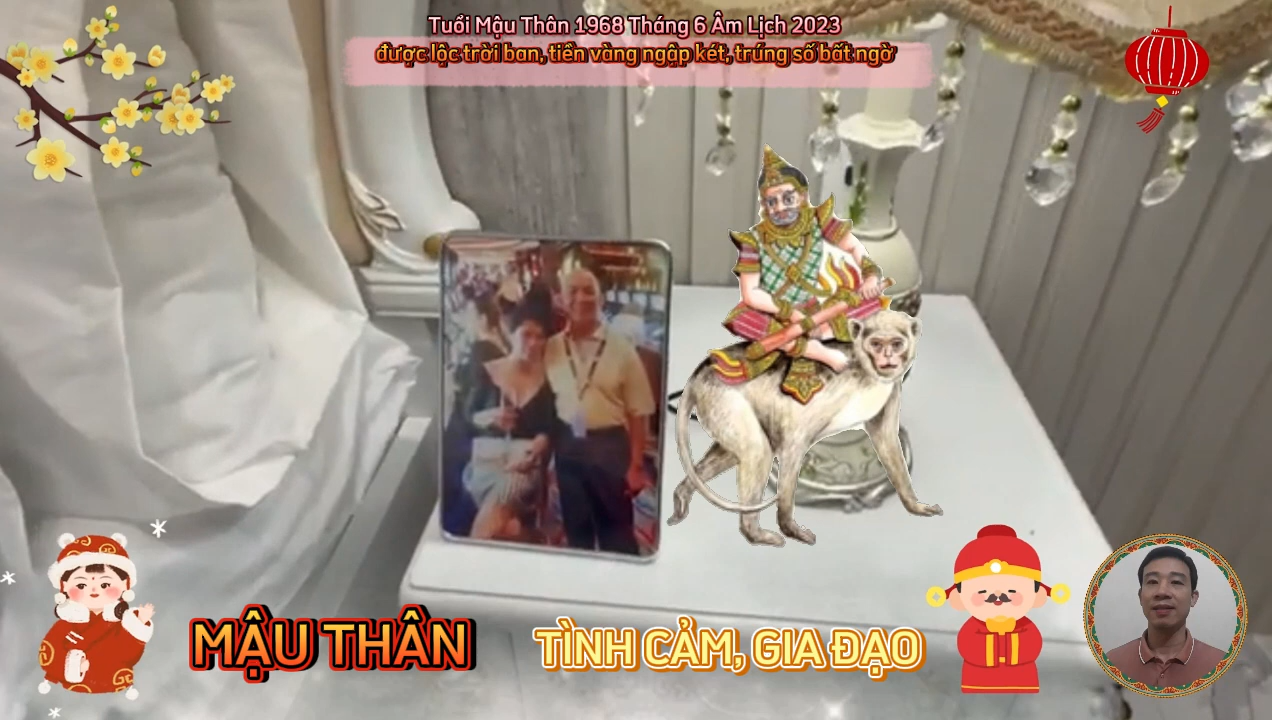 Tuổi Mậu Thân 1968 Tháng 6 Âm Lịch 2023
được lộc trời ban, tiền vàng ngập két, trúng số bất ngờ
MẬU THÂN
TÌNH CẢM, GIA ĐẠO